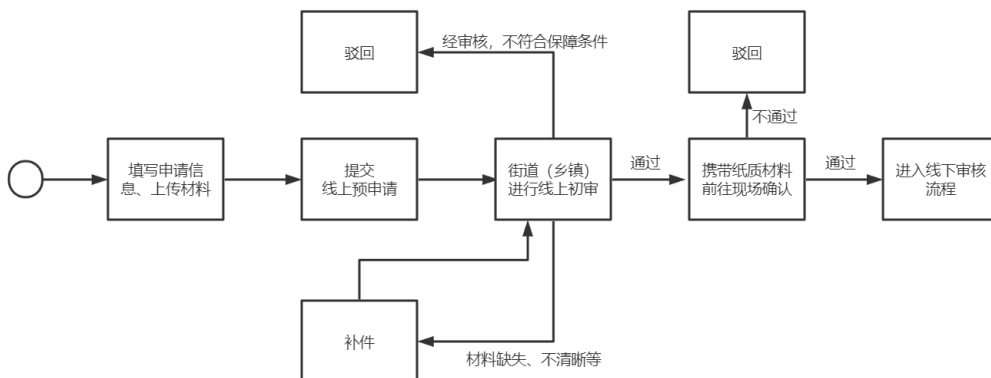 驳回
经审核，不符合保障条件
驳回
不通过
填写申请信
息、上传材料
提交
线上预申请
街道（乡镇）
进行线上初审
通过
携带纸质材料
前往现场确认
通过
进入线下审核
流程
补件
材料缺失、不清晰等